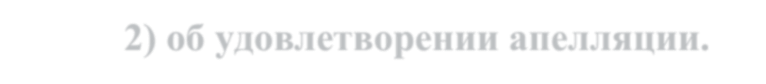 2) об удовлетворении апелляции.